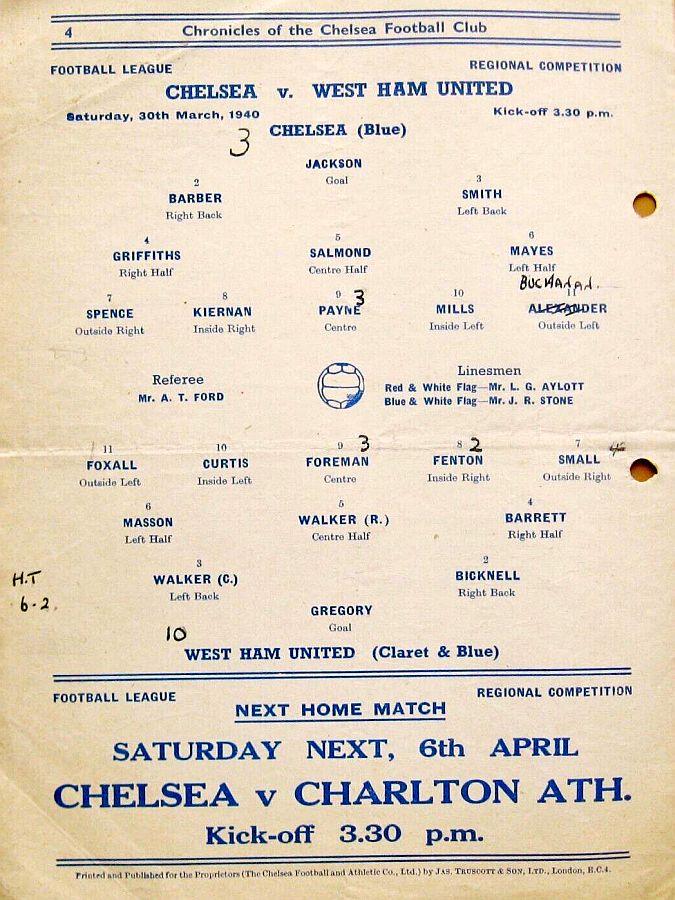 4 Chronicles of the Chelsea Football Club
FOOTBALL LEAGUE REGIONAL COMPETITION
CHELSEA v. WEST HAM UNITED
Saturday, 30th March, 1940 Kick-off 3.30 p.m.
3 CHELSEA (Blue)
JACKSON
Goal
2 3
BARBER SMITH
Right Back Left Back
4 5 6
GRIFFITHS SALMOND MAYES
Right Half Centre Half Left Half
BUCHANAN.
7 8 9 3 10 11
SPENCE KIERNAN PAYNE MILLS ALEXANDER
Outside Right Inside Right Centre Inside Left Outside Left
Referee Linesmen
Mr. A. T. FORD Red & White Flag—Mr. L. G. AYLOTT
Blue & White Flag—Mr. J. R. STONE
11 10 9 3 8 2 7
FOXALL CURTIS FOREMAN FENTON SMALL
Outside Left Inside Left Centre Inside Right Outside Right
6 5 4
MASSON WALKER (R.) BARRETT
Left Half Centre Half Right Half
3 2
H.T WALKER (C.) BICKNELL
6-2. Left Back Right Back
GREGORY
Goal
10
WEST HAM UNITED (Claret & Blue)
FOOTBALL LEAGUE REGIONAL COMPETITION
NEXT HOME MATCH
SATURDAY NEXT, 6th APRIL
CHELSEA v CHARLTON ATH.
Kick-off 3.30 p.m.
Printed and Published for the Proprietors (The Chelsea Football and Athletic Co., Ltd.) by JAS. TRUSCOTT & SON, LTD., London, E.C.4.